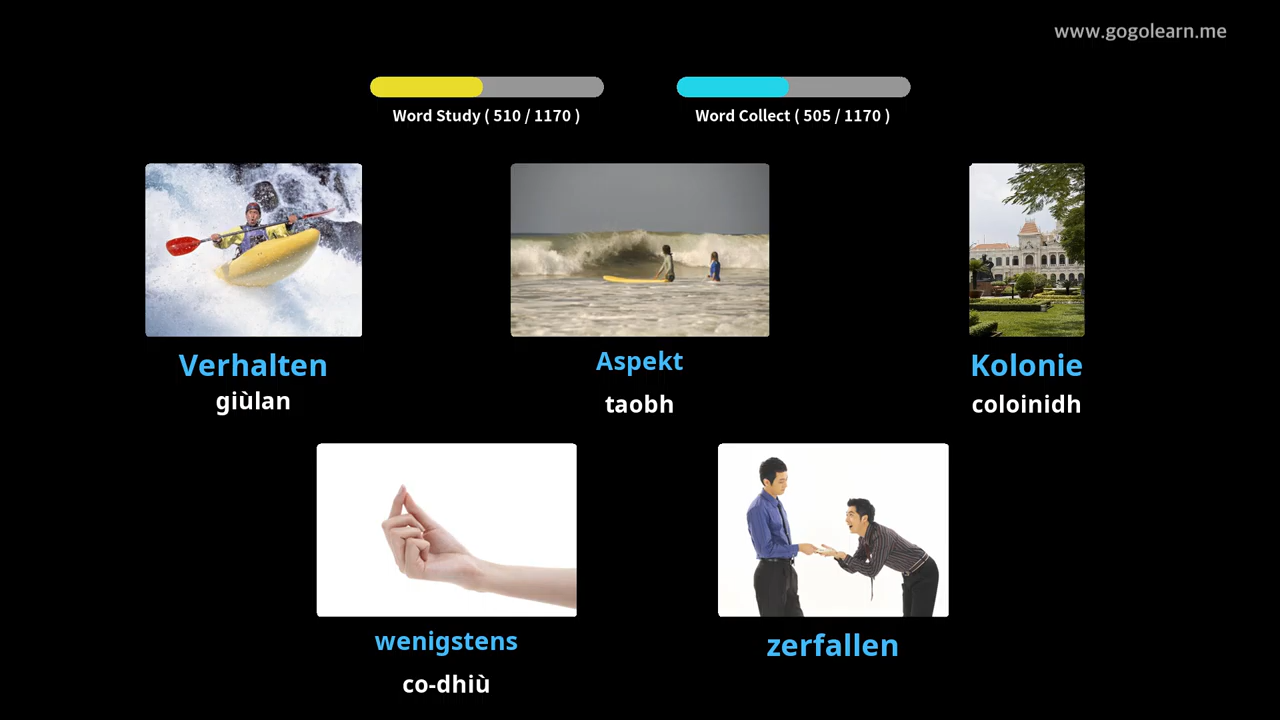 www.gogolearn.me
Word Study ( 510 / 1170 )
Word Collect ( 505 / 1170 )
Verhalten
giùlan
Aspekt
taobh
Kolonie
coloinidh
wenigstens
co-dhiù
zerfallen